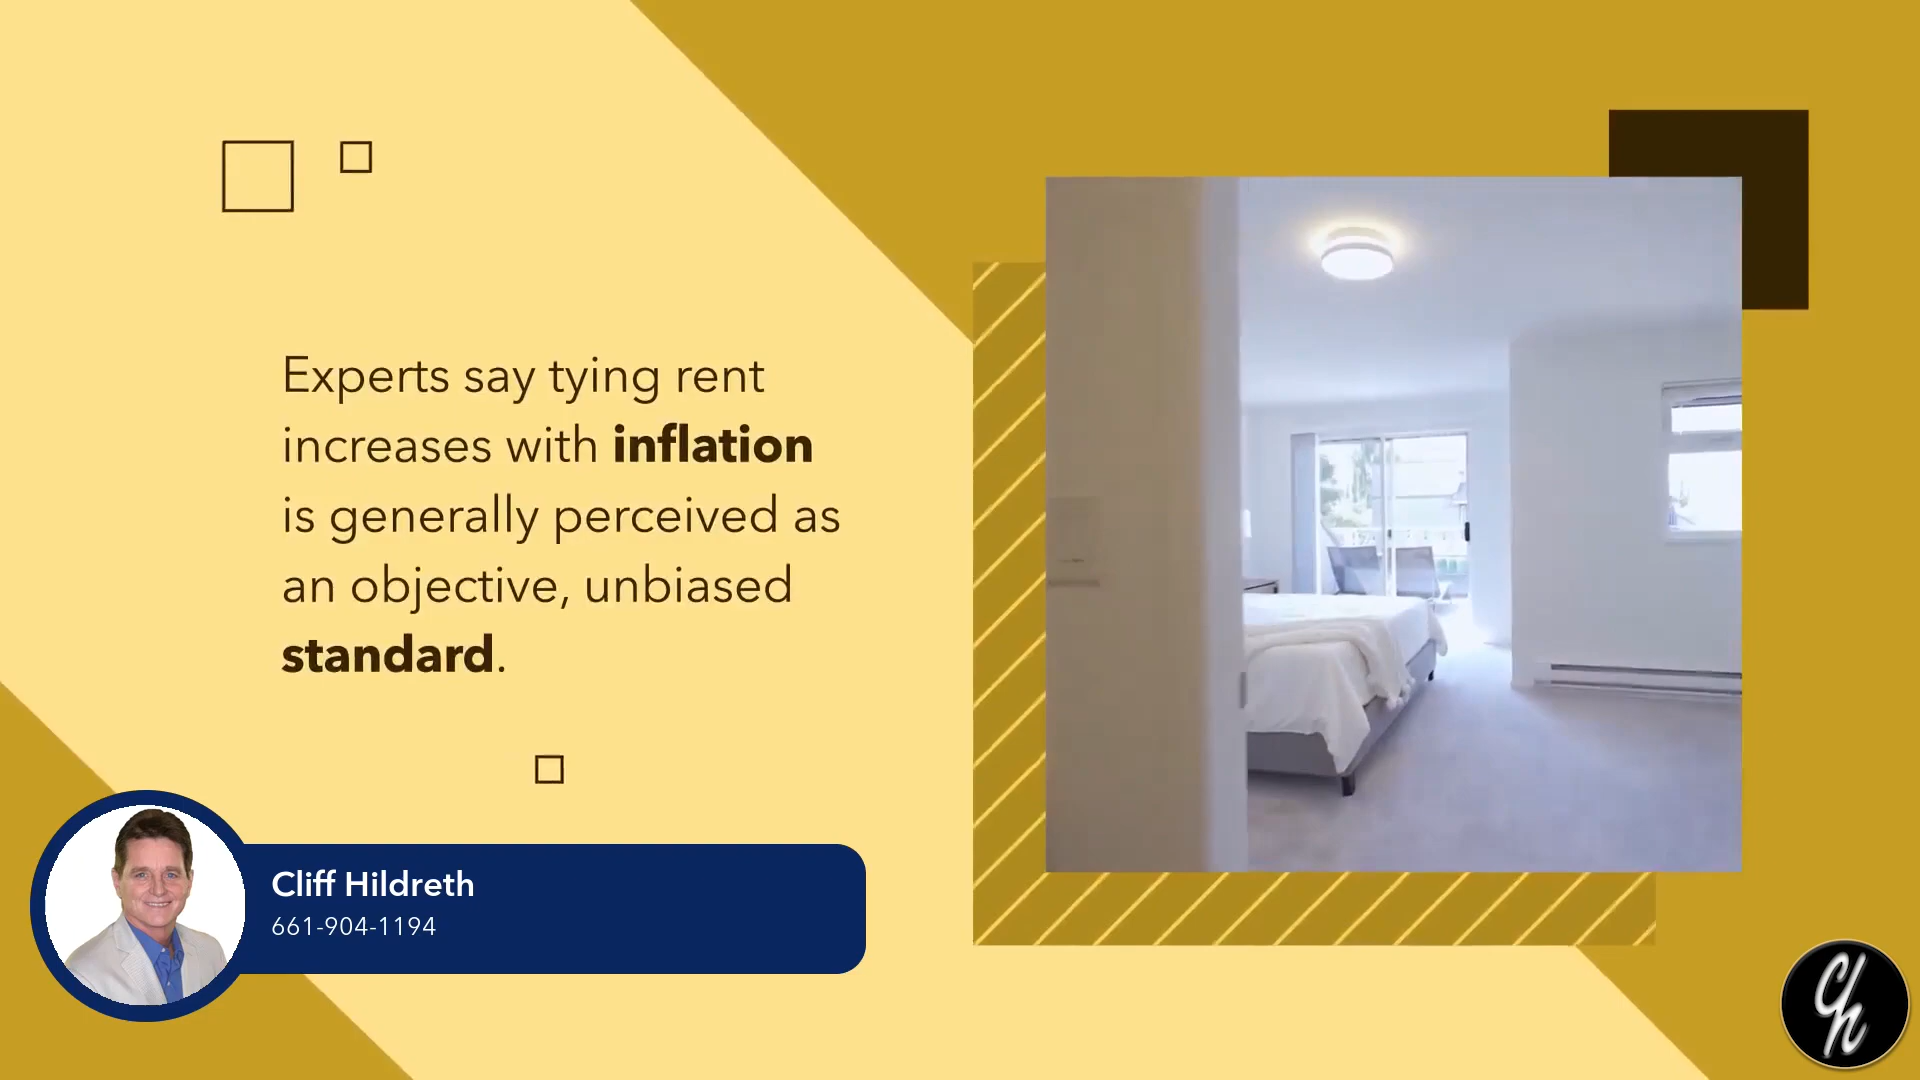 Experts say tying rent
increases with inflation
is generally perceived as
an objective, unbiased
standard.
Cliff Hildreth
661-904-1194
CH